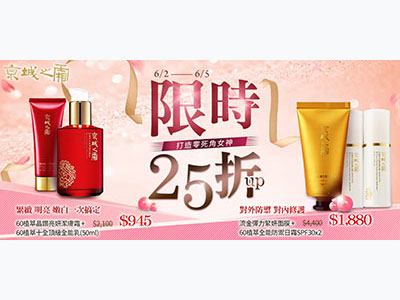 京城之霜
6/2 — 6/5
限時
打造零死角女神
25折up
緊緻 明亮 嫩白一次搞定
$2,100 $945
60植萃晶鑽亮妍潔膚霜+
60植萃十全頂級全能乳(50ml)
對外防禦 對內修護
$4,400 $1,880
流金彈力緊妍面膜+
60植萃全能防禦日霜SPF30x2